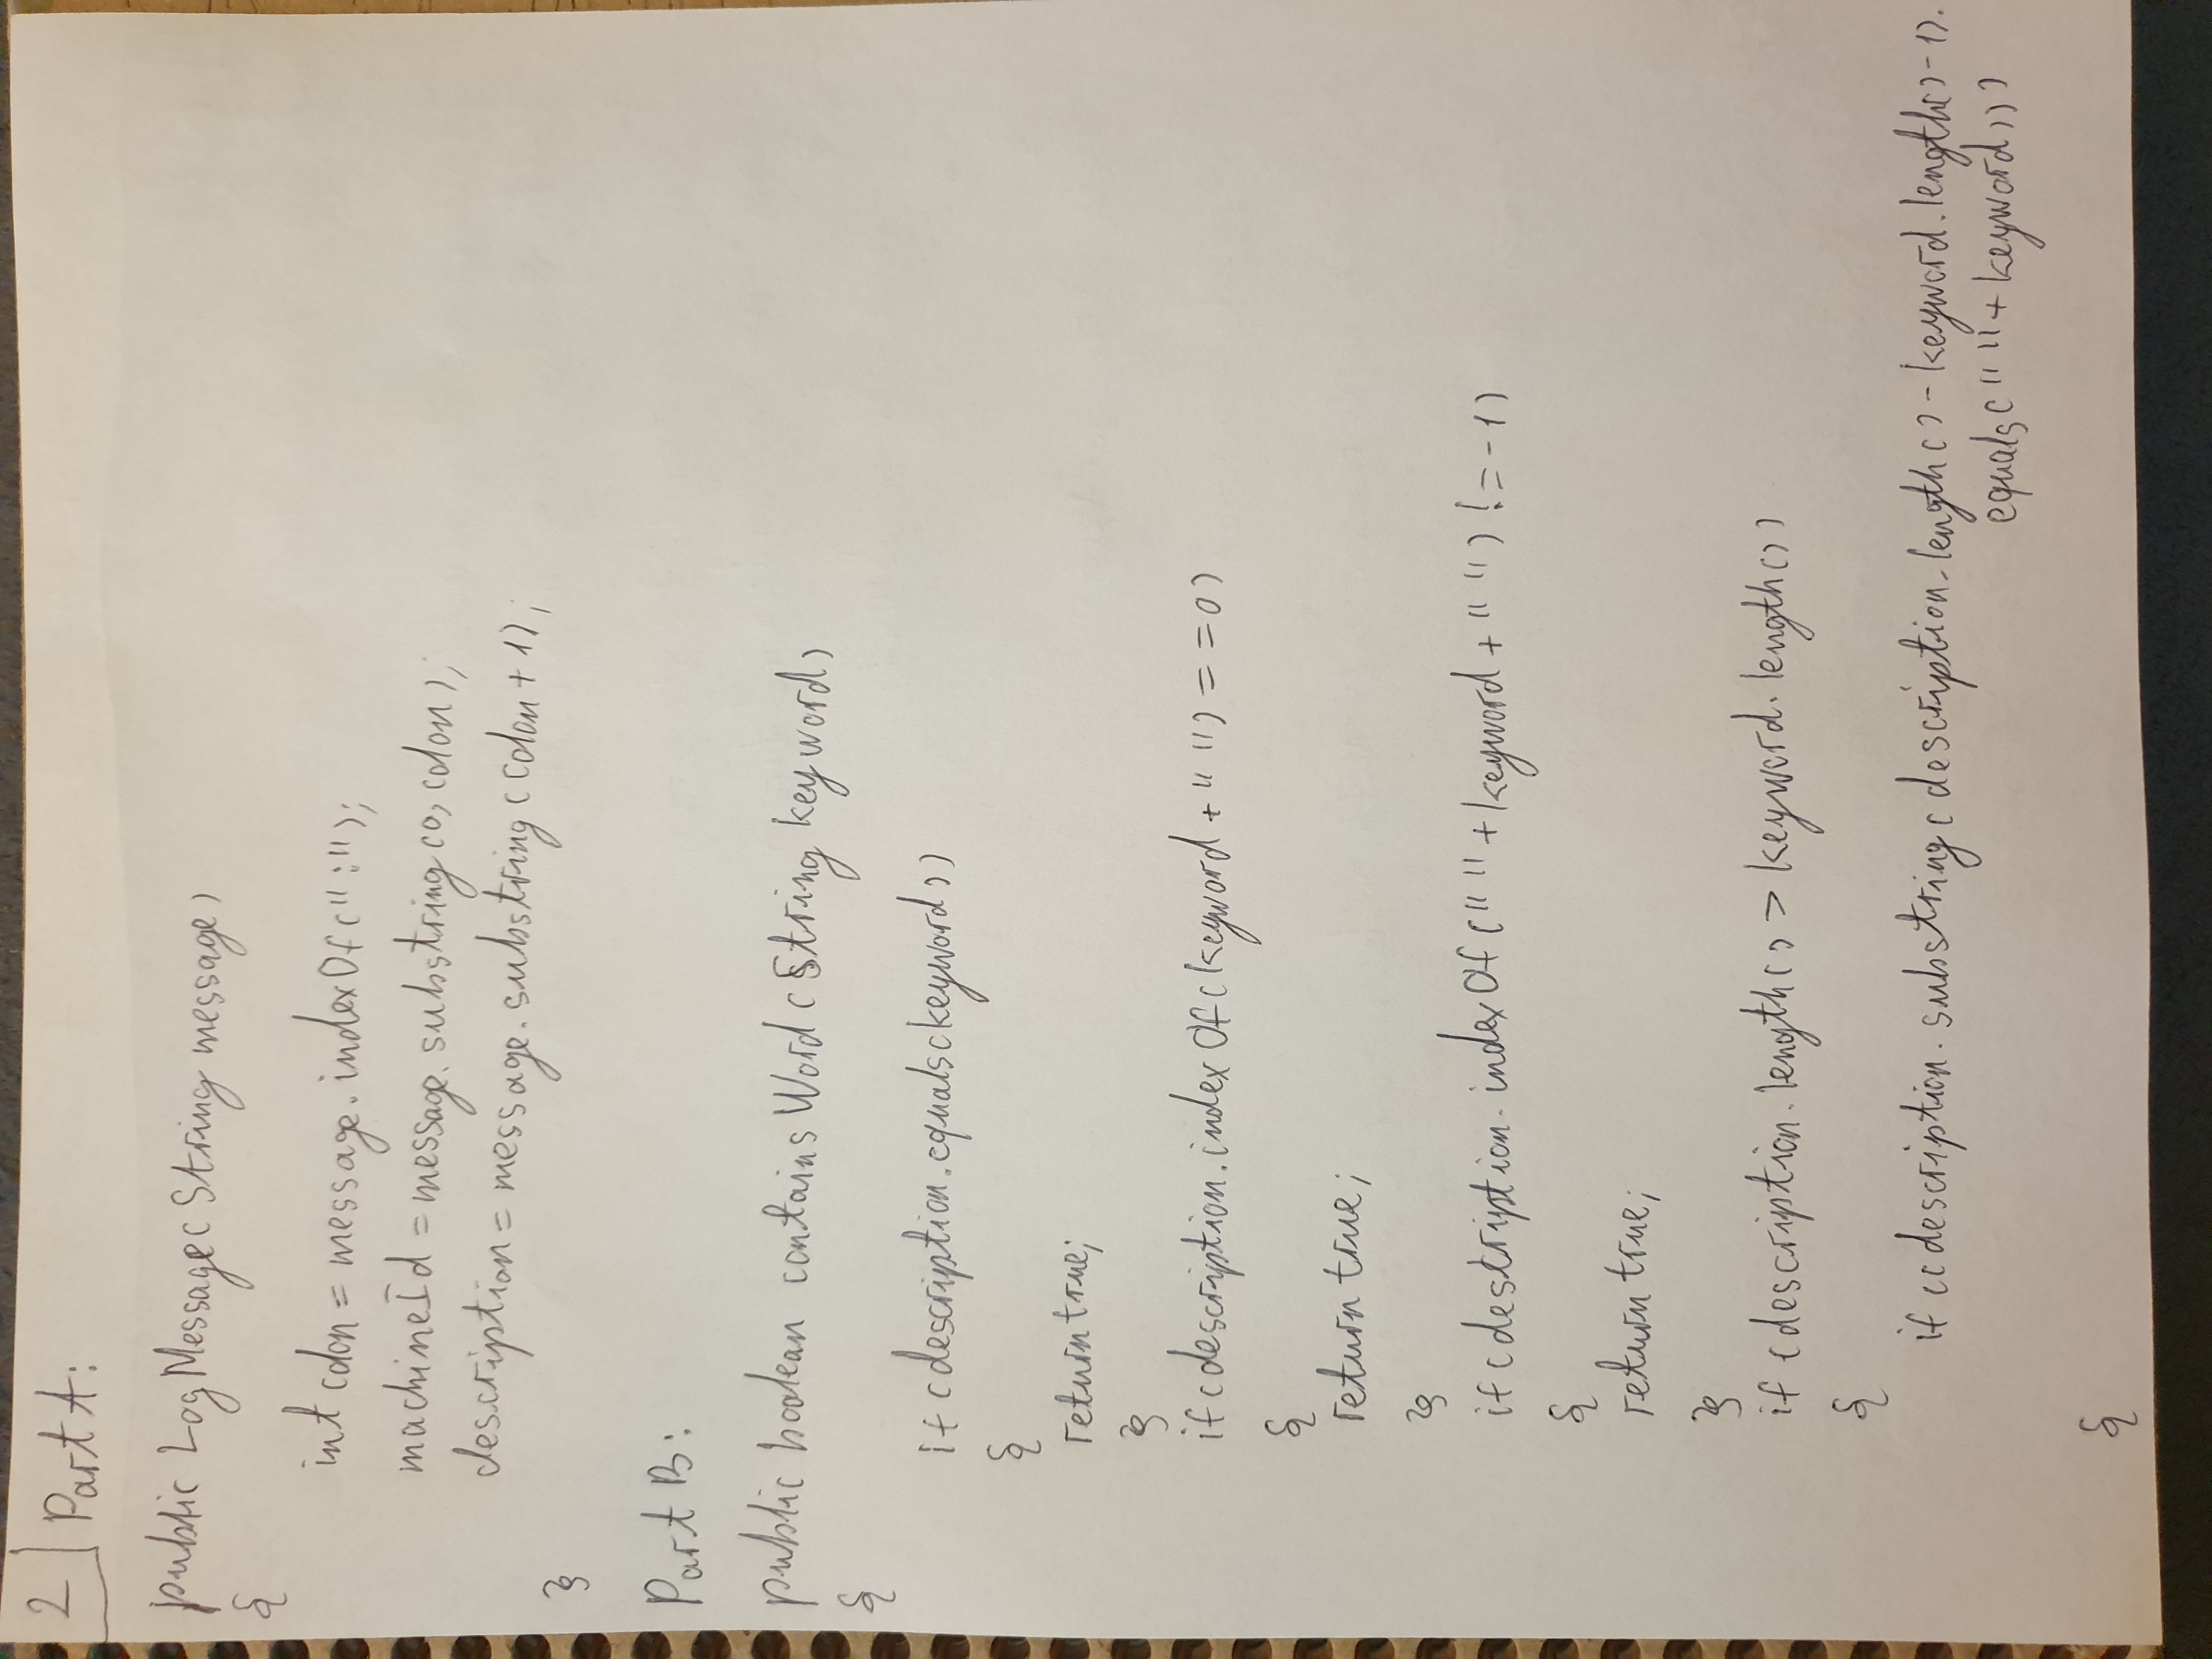 2 Part A:
public LogMessage(String message)
{
int colon = message.indexOf(":");
machineId = message.substring(0, colon);
description = message.substring(colon + 1);
}
Part B:
public boolean containsWord(String keyword)
{
if(description.equals(keyword))
{
return true;
}
if(description.indexOf(keyword + " ") == 0)
{
return true;
}
if(destription.indexOf(" " + keyword + " ") != -1)
{
return true;
}
if(description.length() > keyword.length())
{
if((description.substring(description.length() - keyword.length() - 1).
equals(" " + keyword)))
{